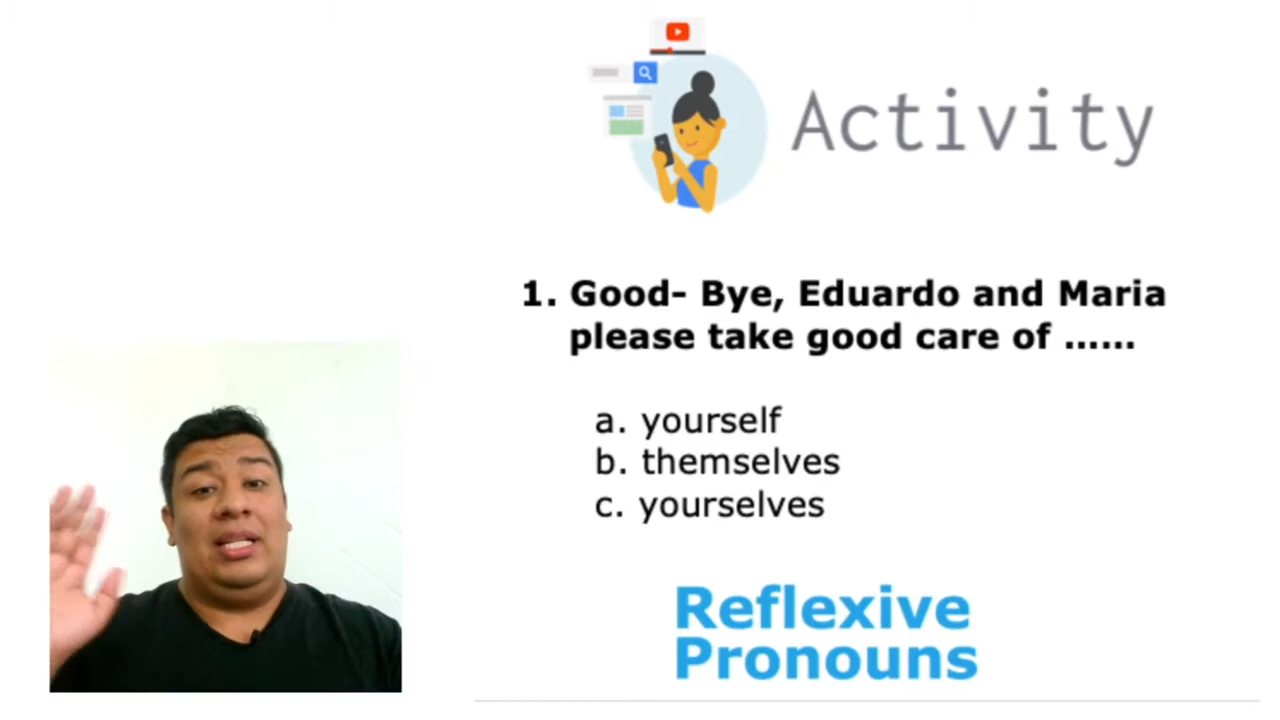 Activity
1. Good- Bye, Eduardo and Maria
please take good care of ......
a. yourself
b. themselves
c. yourselves
Reflexive
Pronouns